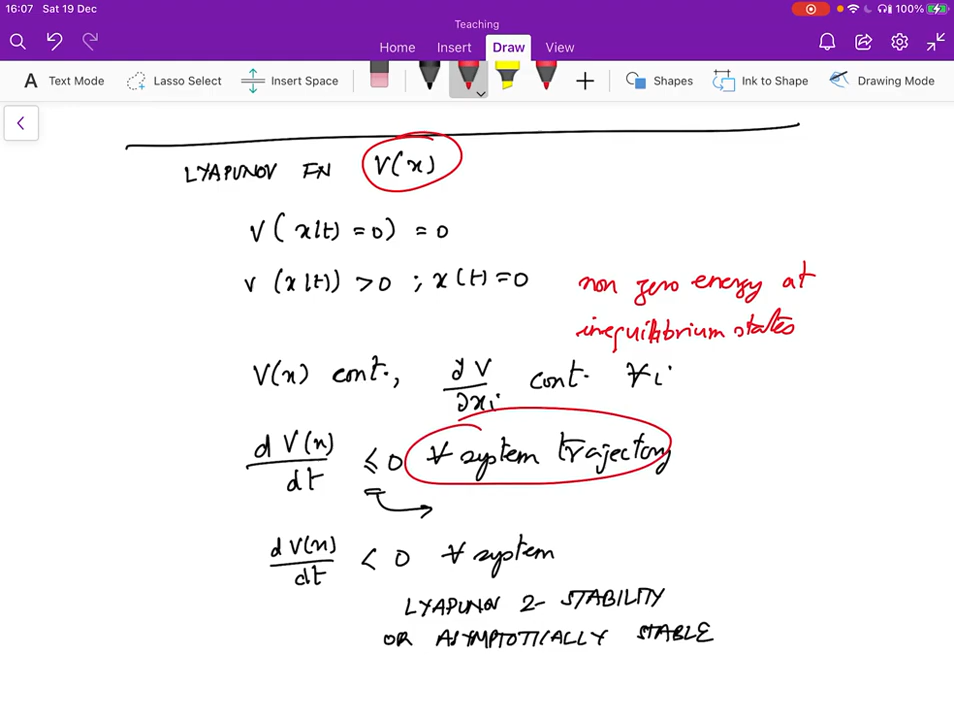 16:07 Sat 19 Dec
100%
Teaching
Home Insert Draw View
Text Mode Lasso Select Insert Space Shapes Ink to Shape Drawing Mode
LYAPUNOV FN V(x)
V( x(t) = 0) = 0
V (x(t)) > 0 ; x(t) = 0
non zero energy at
inequilibrium states
V(x) cont., ∂V/∂xi cont. ∀i
dV(x)/dt ≤ 0 ∀ system trajectory
dV(x)/dt < 0 ∀ system
LYAPUNOV 2- STABILITY
OR ASYMPTOTICALLY STABLE